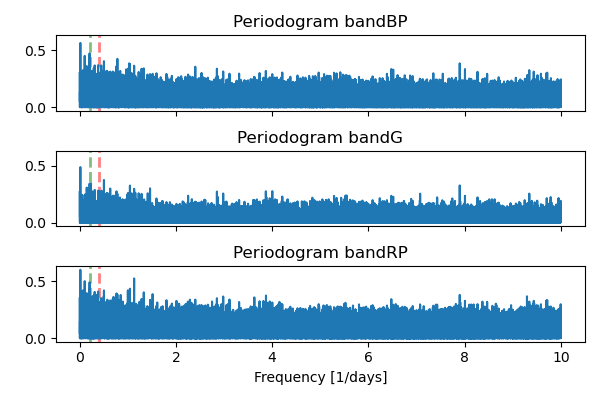 Periodogram bandBP
0.5
0.0
Periodogram bandG
0.5
0.0
Periodogram bandRP
0.5
0.0
0 2 4 6 8 10
Frequency [1/days]